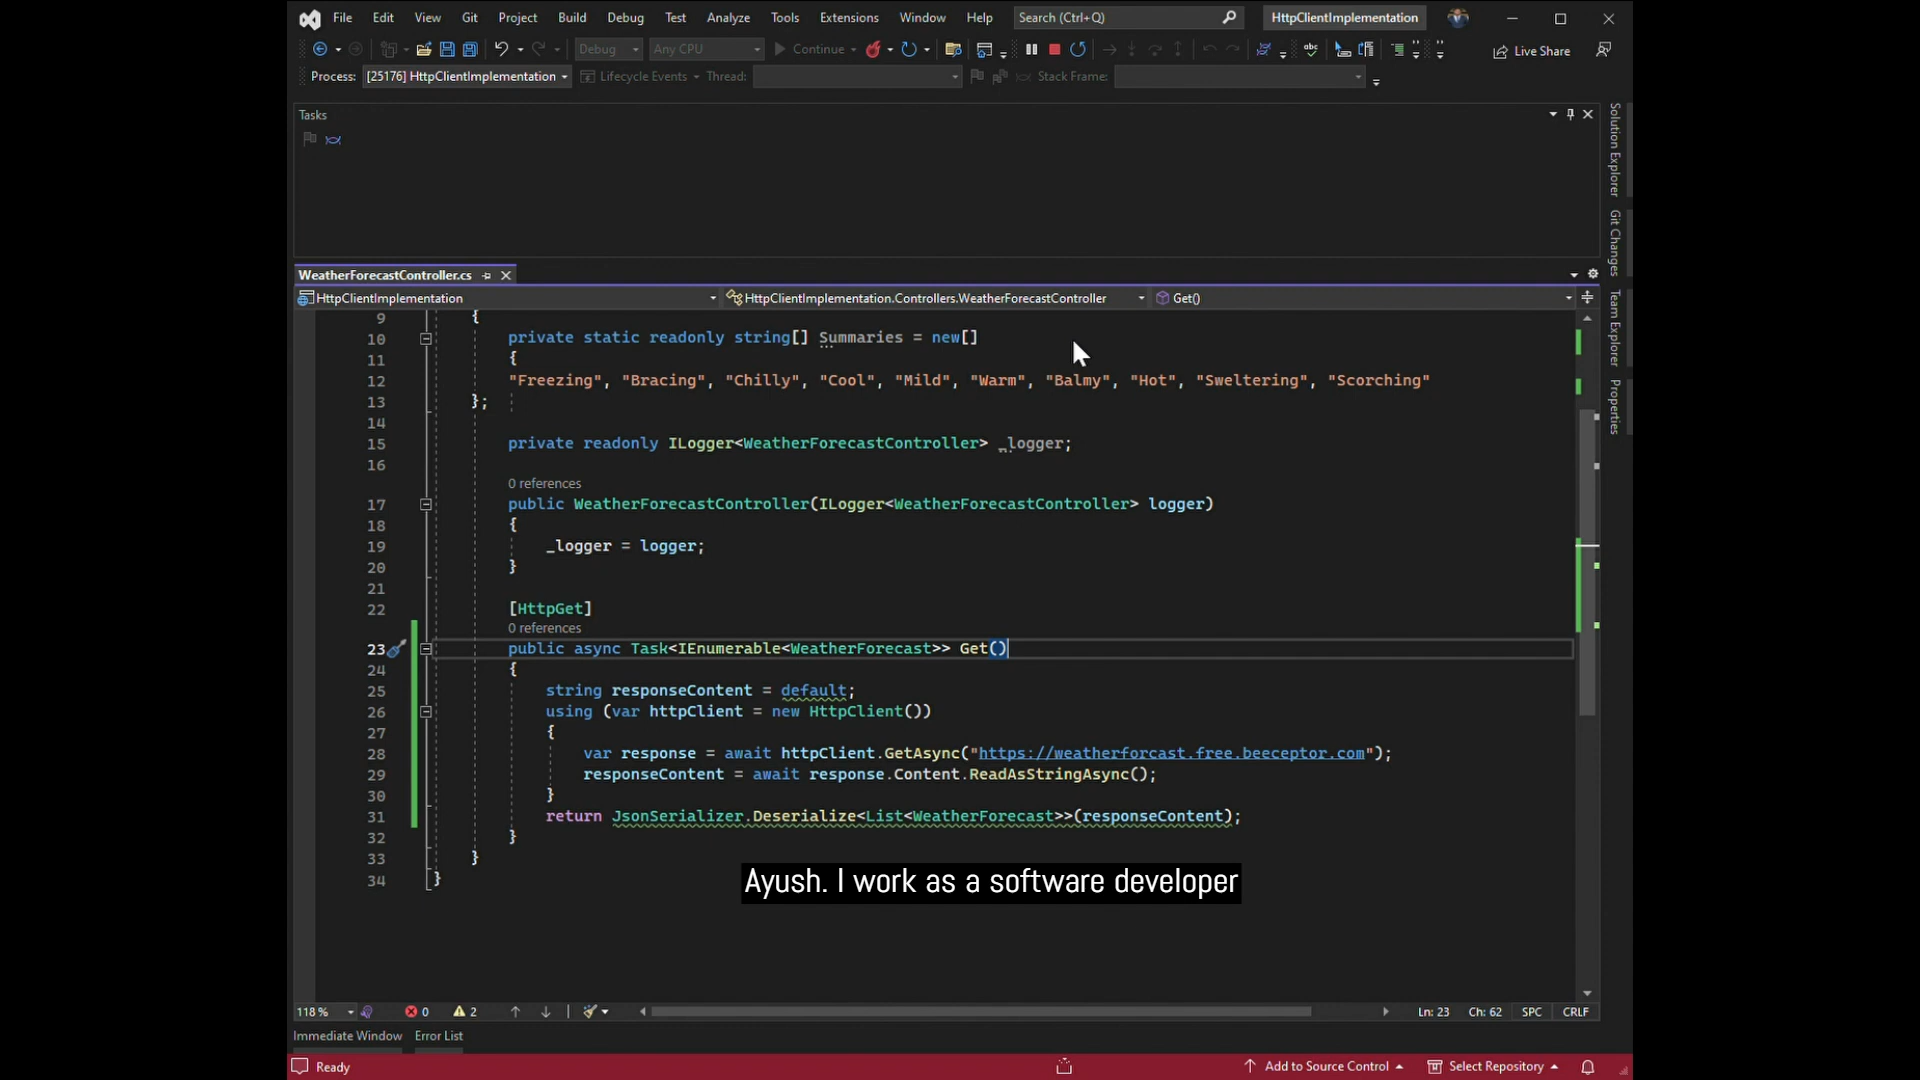 File Edit View Git Project Build Debug Test Analyze Tools Extensions Window Help Search (Ctrl+Q) HttpClientImplementation
Debug Any CPU Continue Live Share
Process: [25176] HttpClientImplementation Lifecycle Events Thread: Stack Frame:
Tasks
Solution Explorer
Git Changes
Team Explorer
Properties
WeatherForecastController.cs
HttpClientImplementation HttpClientImplementation.Controllers.WeatherForecastController Get()
9 {
10 private static readonly string[] Summaries = new[]
11 {
12 "Freezing", "Bracing", "Chilly", "Cool", "Mild", "Warm", "Balmy", "Hot", "Sweltering", "Scorching"
13 };
14
15 private readonly ILogger<WeatherForecastController> _logger;
16
0 references
17 public WeatherForecastController(ILogger<WeatherForecastController> logger)
18 {
19 _logger = logger;
20 }
21
22 [HttpGet]
0 references
23 public async Task<IEnumerable<WeatherForecast>> Get()
24 {
25 string responseContent = default;
26 using (var httpClient = new HttpClient())
27 {
28 var response = await httpClient.GetAsync("https://weatherforcast.free.beeceptor.com");
29 responseContent = await response.Content.ReadAsStringAsync();
30 }
31 return JsonSerializer.Deserialize<List<WeatherForecast>>(responseContent);
32 }
33 }
34 }
Ayush. I work as a software developer
118 % 0 2 Ln: 23 Ch: 62 SPC CRLF
Immediate Window Error List
Ready Add to Source Control Select Repository